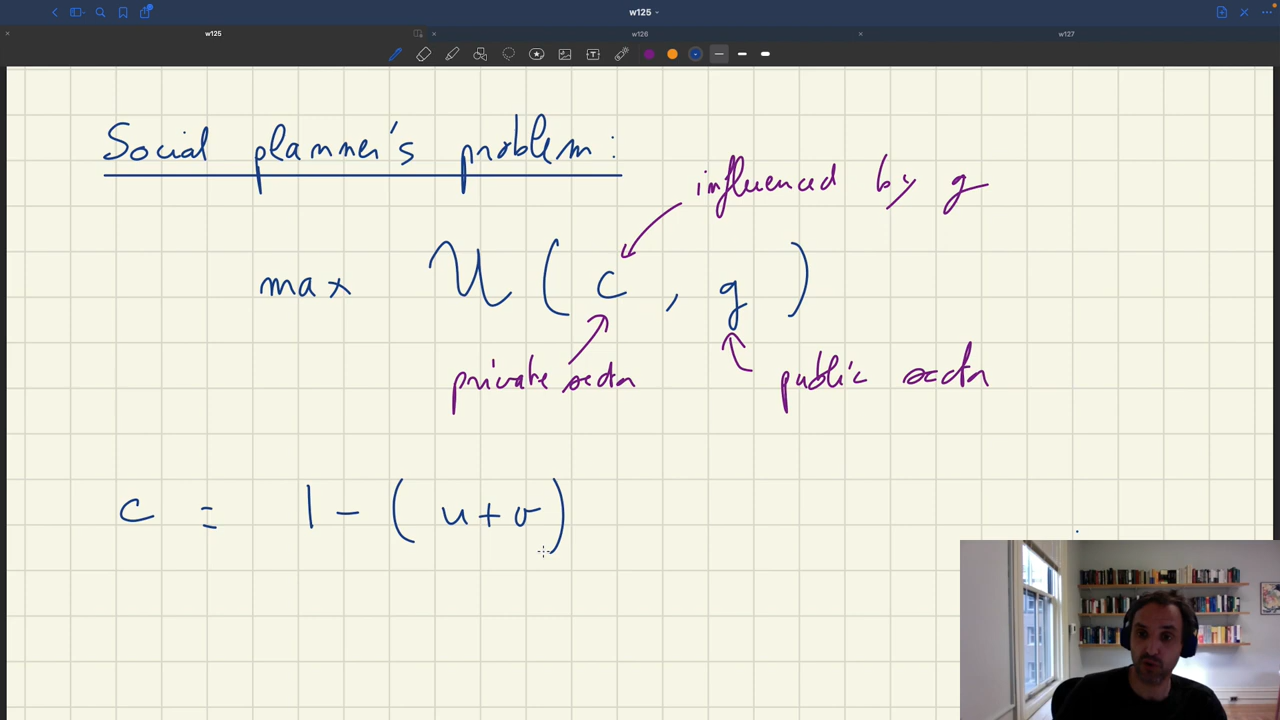 w125
w125
w126
w127
Social planner's problem:
influenced by g
max U ( c , g )
private sector
public sector
c = 1 - ( u + v )